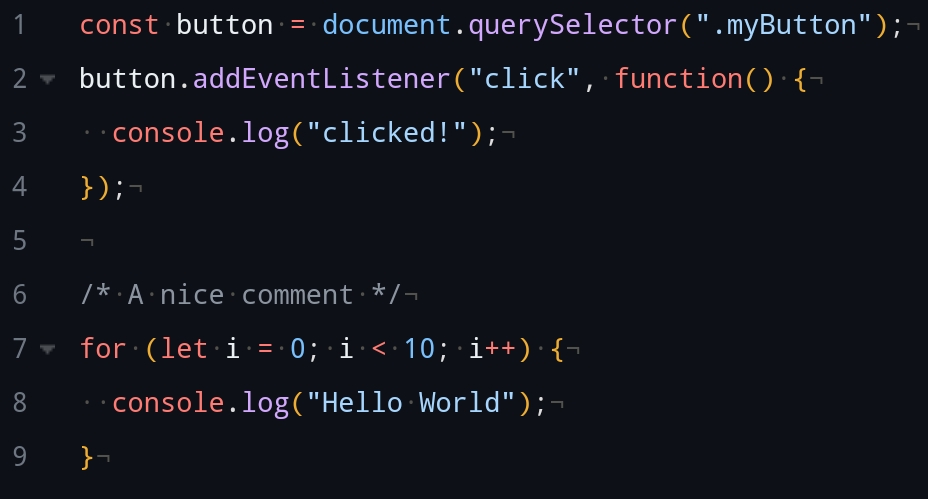 1 const button = document.querySelector(".myButton");¬
2 button.addEventListener("click", function() {¬
3   console.log("clicked!");¬
4 });¬
5 ¬
6 /* A nice comment */¬
7 for (let i = 0; i < 10; i++) {¬
8   console.log("Hello World");¬
9 }¬